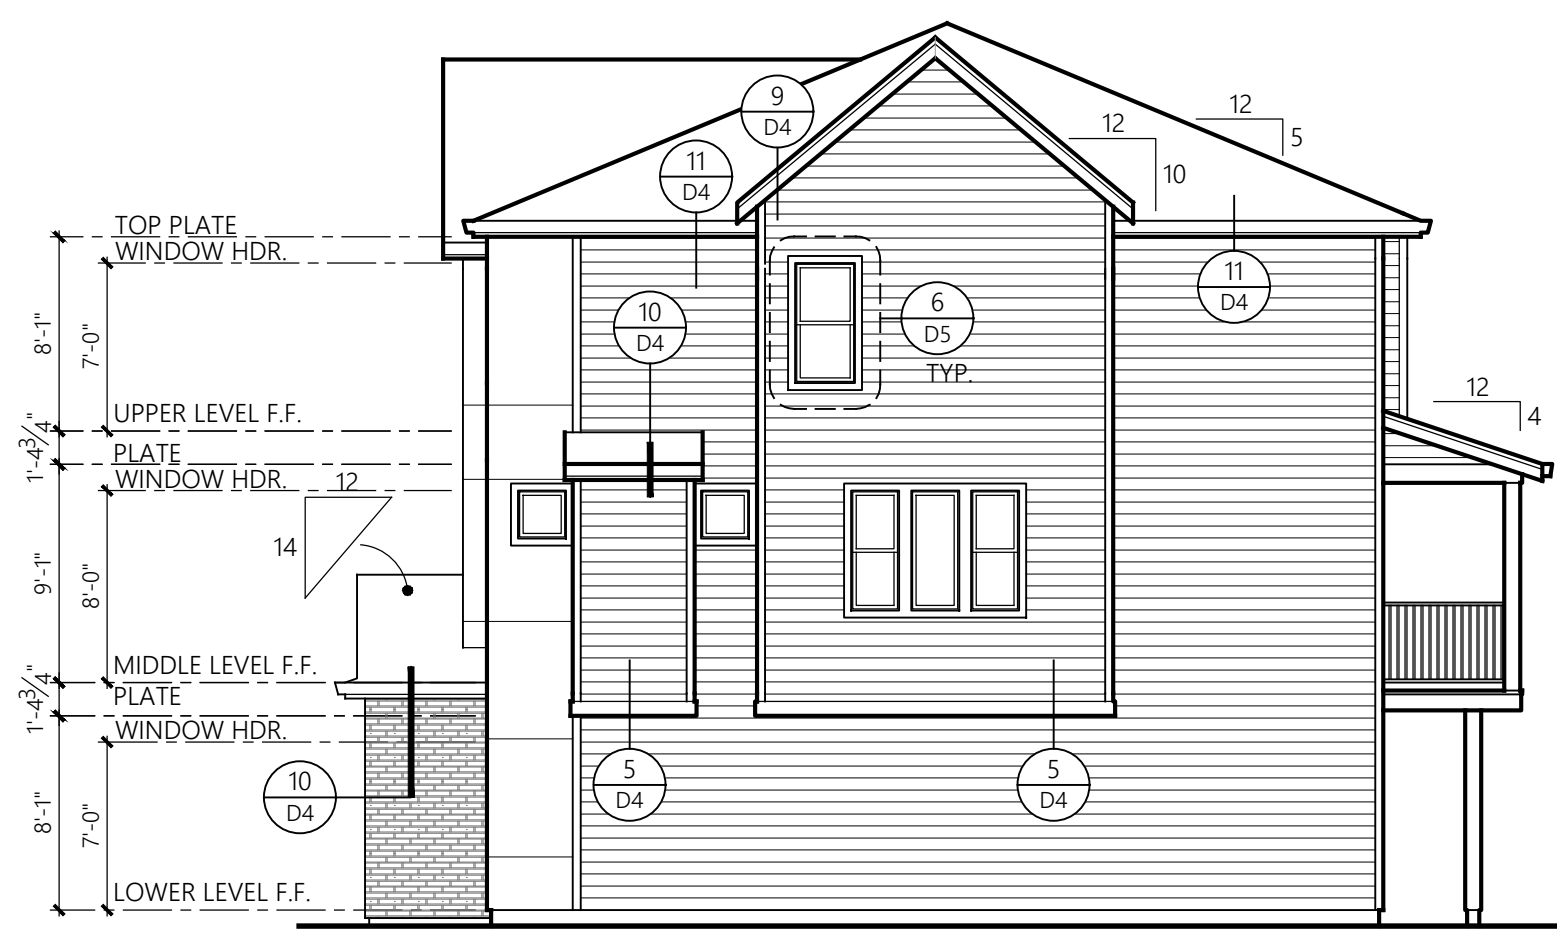 12
5
12
10
9
D4
11
D4
TOP PLATE
WINDOW HDR.
11
D4
10
D4
6
D5
TYP.
8'-1"
7'-0"
12
4
UPPER LEVEL F.F.
1'-4 3/4"
PLATE
WINDOW HDR.
12
14
9'-1"
8'-0"
MIDDLE LEVEL F.F.
1'-4 3/4"
PLATE
WINDOW HDR.
10
D4
5
D4
5
D4
8'-1"
7'-0"
LOWER LEVEL F.F.